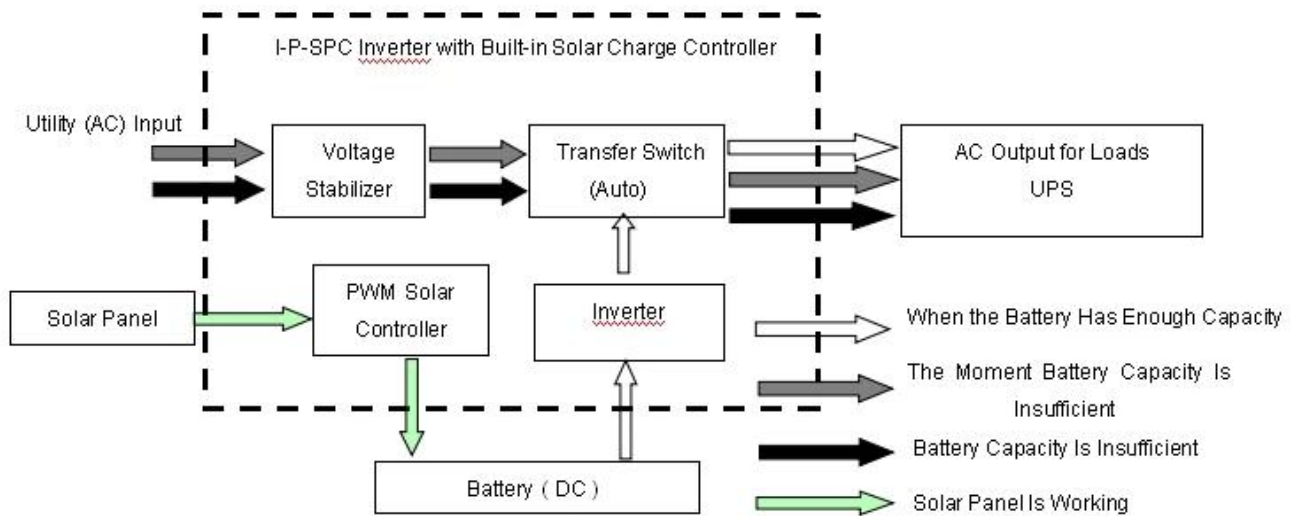 I-P-SPC Inverter with Built-in Solar Charge Controller
Utility (AC) Input
Voltage
Stabilizer
Transfer Switch
(Auto)
AC Output for Loads
UPS
Solar Panel
PWM Solar
Controller
Inverter
Battery ( DC )
When the Battery Has Enough Capacity
The Moment Battery Capacity Is
Insufficient
Battery Capacity Is Insufficient
Solar Panel Is Working